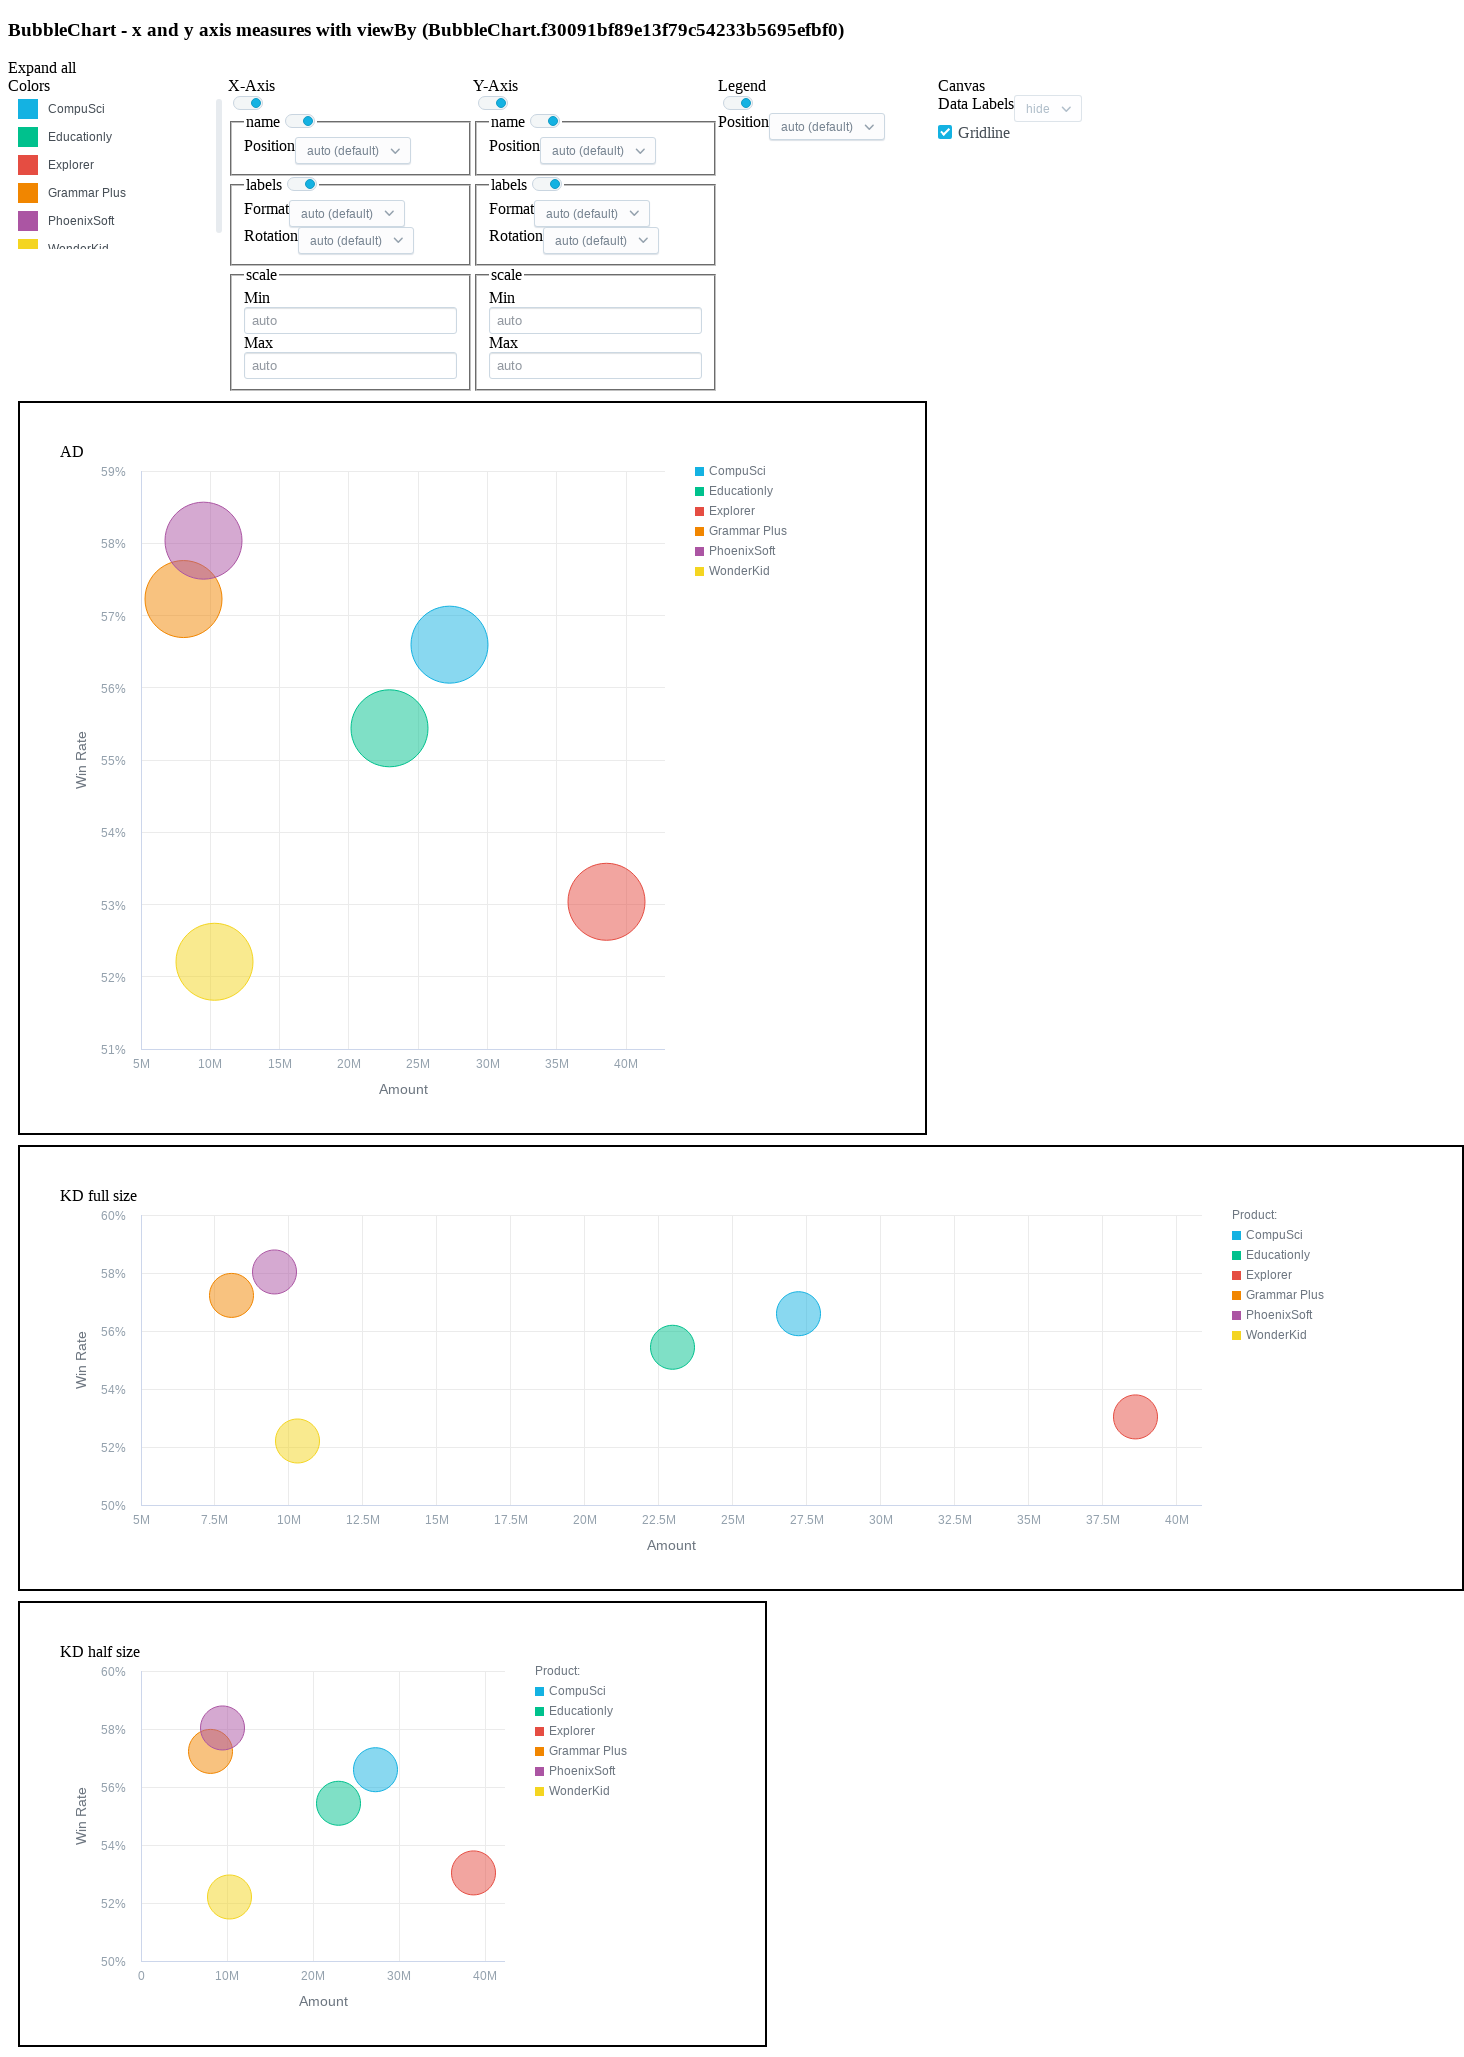 BubbleChart - x and y axis measures with viewBy (BubbleChart.f30091bf89e13f79c54233b5695efbf0)
Expand all
Colors
CompuSci
Educationly
Explorer
Grammar Plus
PhoenixSoft
WonderKid
X-Axis
name
Position auto (default)
labels
Format auto (default)
Rotation auto (default)
scale
Min
auto
Max
auto
Y-Axis
name
Position auto (default)
labels
Format auto (default)
Rotation auto (default)
scale
Min
auto
Max
auto
Legend
Position auto (default)
Canvas
Data Labels hide
Gridline
AD
59%
58%
57%
56%
55%
54%
53%
52%
51%
Win Rate
5M 10M 15M 20M 25M 30M 35M 40M
Amount
CompuSci
Educationly
Explorer
Grammar Plus
PhoenixSoft
WonderKid
KD full size
60%
58%
56%
54%
52%
50%
Win Rate
5M 7.5M 10M 12.5M 15M 17.5M 20M 22.5M 25M 27.5M 30M 32.5M 35M 37.5M 40M
Amount
Product:
CompuSci
Educationly
Explorer
Grammar Plus
PhoenixSoft
WonderKid
KD half size
60%
58%
56%
54%
52%
50%
Win Rate
0 10M 20M 30M 40M
Amount
Product:
CompuSci
Educationly
Explorer
Grammar Plus
PhoenixSoft
WonderKid